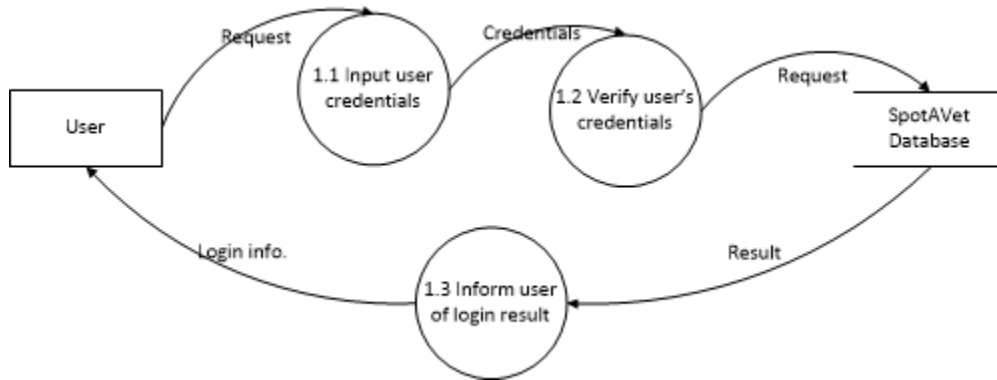 Request
Credentials
1.1 Input user
credentials
Request
1.2 Verify user's
credentials
User
SpotAVet
Database
Login info.
Result
1.3 Inform user
of login result